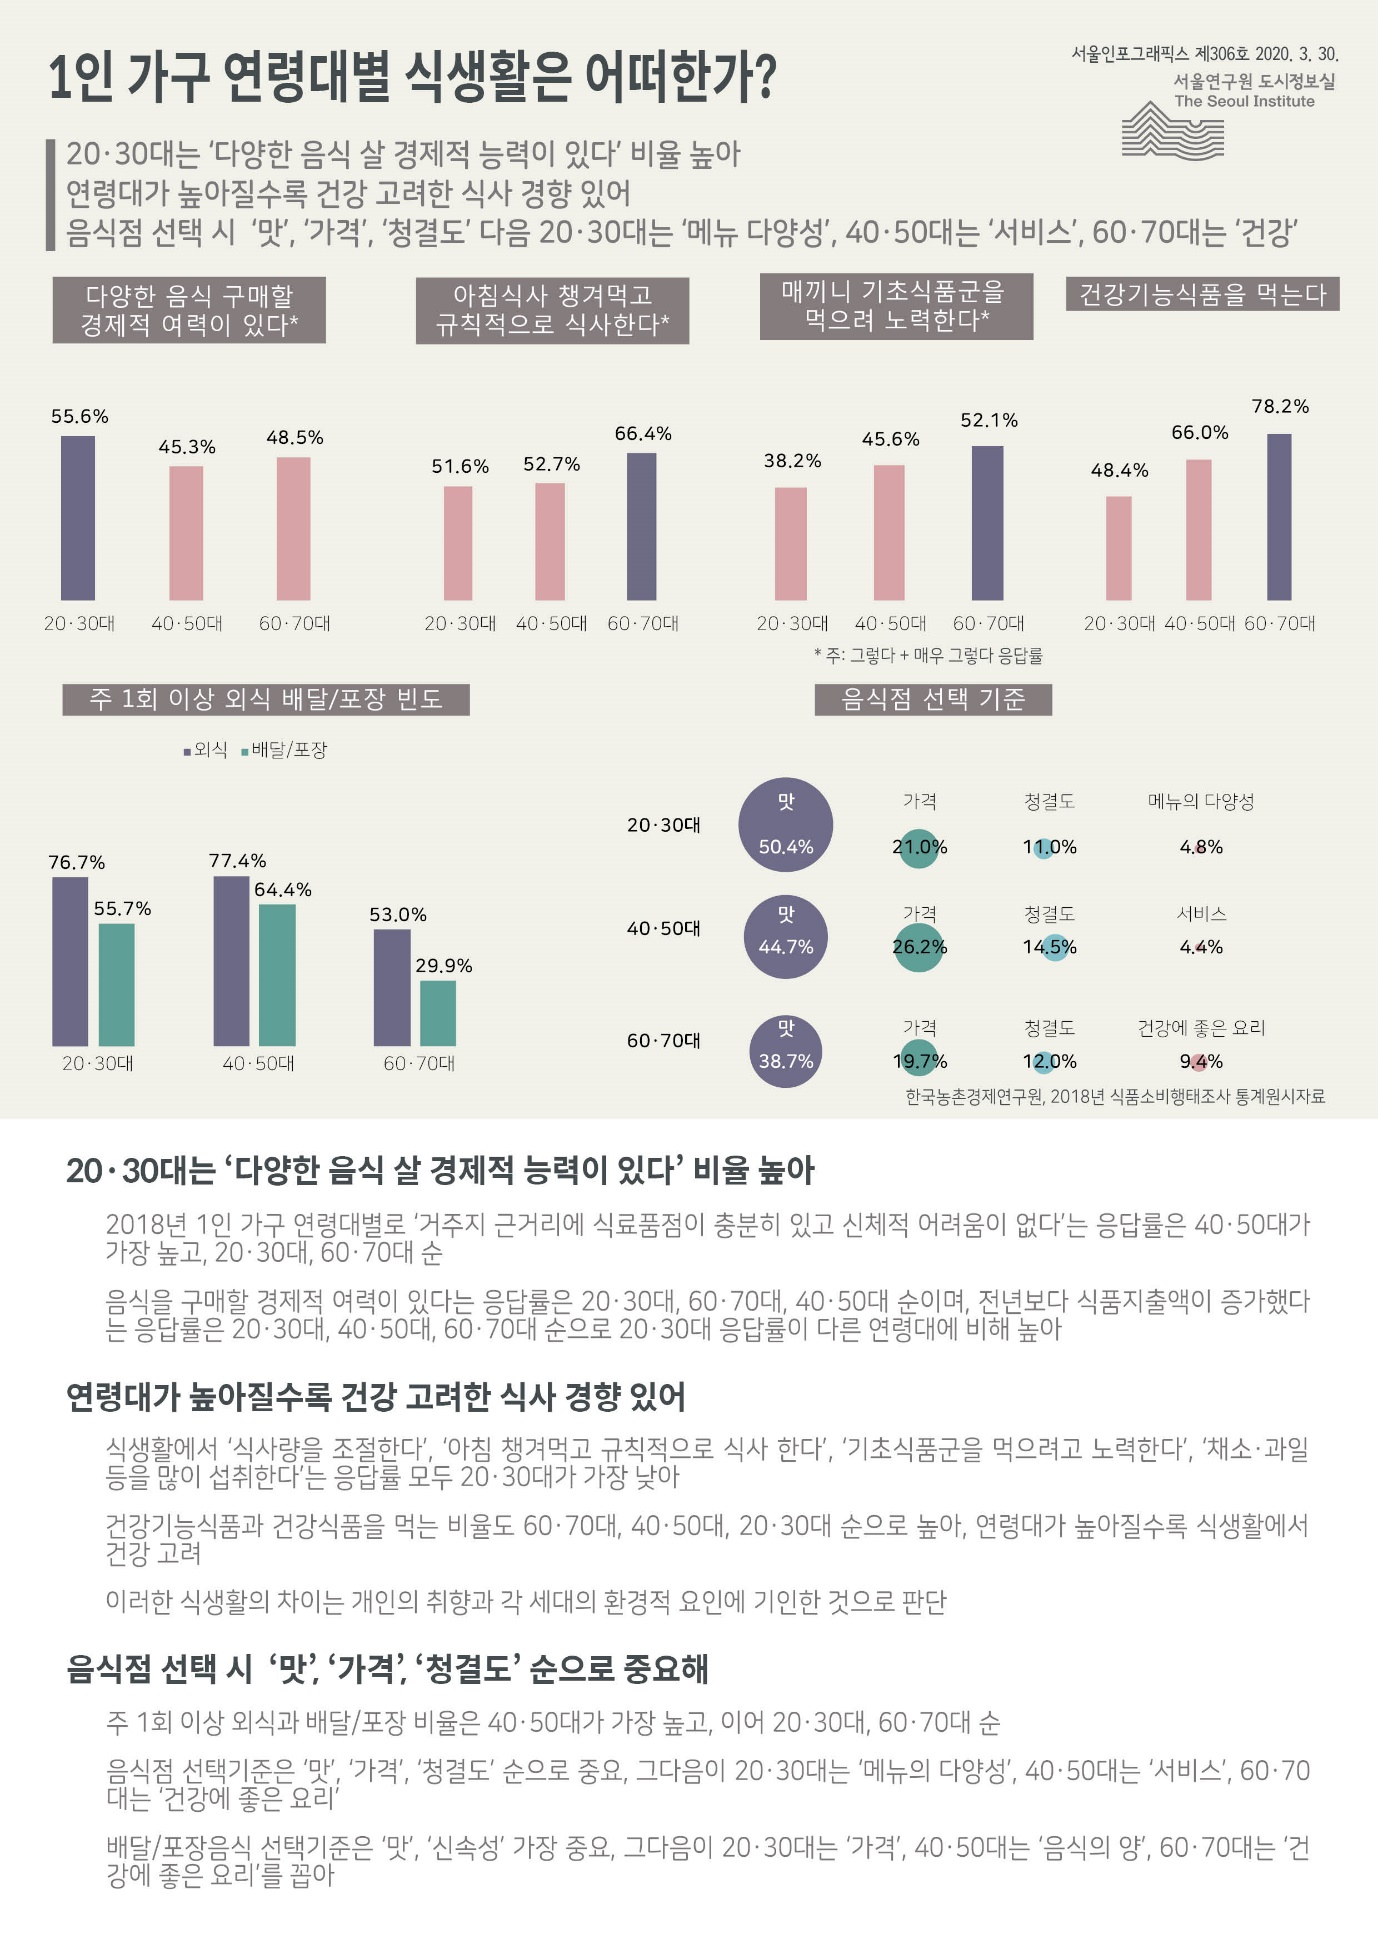 1인 가구 연령대별 식생활은 어떠한가?
서울인포그래픽스 제306호 2020. 3. 30.
서울연구원 도시정보실
The Seoul Institute
20·30대는 ‘다양한 음식 살 경제적 능력이 있다’ 비율 높아
연령대가 높아질수록 건강 고려한 식사 경향 있어
음식점 선택 시 ‘맛’, ‘가격’, ‘청결도’ 다음 20·30대는 ‘메뉴 다양성’, 40·50대는 ‘서비스’, 60·70대는 ‘건강’
다양한 음식 구매할
경제적 여력이 있다*
55.6%
45.3%
48.5%
20·30대 40·50대 60·70대
아침식사 챙겨먹고
규칙적으로 식사한다*
51.6%
52.7%
66.4%
20·30대 40·50대 60·70대
매끼니 기초식품군을
먹으려 노력한다*
38.2%
45.6%
52.1%
20·30대 40·50대 60·70대
건강기능식품을 먹는다
48.4%
66.0%
78.2%
20·30대 40·50대 60·70대
* 주: 그렇다 + 매우 그렇다 응답률
주 1회 이상 외식 배달/포장 빈도
외식 배달/포장
76.7%
55.7%
77.4%
64.4%
53.0%
29.9%
20·30대 40·50대 60·70대
음식점 선택 기준
맛 가격 청결도 메뉴의 다양성
20·30대
50.4% 21.0% 11.0% 4.8%
맛 가격 청결도 서비스
40·50대
44.7% 26.2% 14.5% 4.4%
맛 가격 청결도 건강에 좋은 요리
60·70대
38.7% 19.7% 12.0% 9.4%
한국농촌경제연구원, 2018년 식품소비행태조사 통계원시자료
20·30대는 ‘다양한 음식 살 경제적 능력이 있다’ 비율 높아
2018년 1인 가구 연령대별로 ‘거주지 근거리에 식료품점이 충분히 있고 신체적 어려움이 없다’는 응답률은 40·50대가
가장 높고, 20·30대, 60·70대 순
음식을 구매할 경제적 여력이 있다는 응답률은 20·30대, 60·70대, 40·50대 순이며, 전년보다 식품지출액이 증가했다
는 응답률은 20·30대, 40·50대, 60·70대 순으로 20·30대 응답률이 다른 연령대에 비해 높아
연령대가 높아질수록 건강 고려한 식사 경향 있어
식생활에서 ‘식사량을 조절한다’, ‘아침 챙겨먹고 규칙적으로 식사 한다’, ‘기초식품군을 먹으려고 노력한다’, ‘채소·과일
등을 많이 섭취한다’는 응답률 모두 20·30대가 가장 낮아
건강기능식품과 건강식품을 먹는 비율도 60·70대, 40·50대, 20·30대 순으로 높아, 연령대가 높아질수록 식생활에서
건강 고려
이러한 식생활의 차이는 개인의 취향과 각 세대의 환경적 요인에 기인한 것으로 판단
음식점 선택 시 ‘맛’, ‘가격’, ‘청결도’ 순으로 중요해
주 1회 이상 외식과 배달/포장 비율은 40·50대가 가장 높고, 이어 20·30대, 60·70대 순
음식점 선택기준은 ‘맛’, ‘가격’, ‘청결도’ 순으로 중요, 그다음이 20·30대는 ‘메뉴의 다양성’, 40·50대는 ‘서비스’, 60·70
대는 ‘건강에 좋은 요리’
배달/포장음식 선택기준은 ‘맛’, ‘신속성’ 가장 중요, 그다음이 20·30대는 ‘가격’, 40·50대는 ‘음식의 양’, 60·70대는 ‘건
강에 좋은 요리’를 꼽아